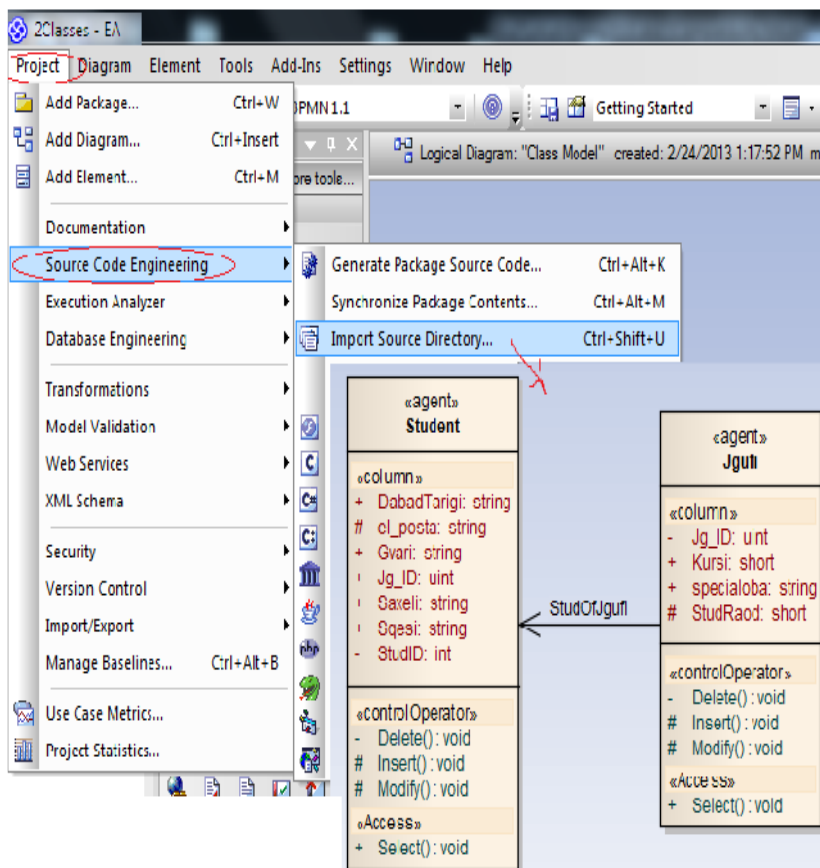 2Classes - EA
Project Diagram Element Tools Add-Ins Settings Window Help
Add Package... Ctrl+W
BPMN 1.1 Getting Started
Add Diagram... Ctrl+Insert
Logical Diagram: "Class Model" created: 2/24/2013 1:17:52 PM m
Add Element... Ctrl+M
ore tools...
Documentation
Source Code Engineering
Generate Package Source Code... Ctrl+Alt+K
Execution Analyzer
Synchronize Package Contents... Ctrl+Alt+M
Database Engineering
Import Source Directory... Ctrl+Shift+U
Transformations
Model Validation
Web Services
XML Schema
Security
Version Control
Import/Export
Manage Baselines... Ctrl+Alt+B
Use Case Metrics...
Project Statistics...
php
«agent»
Student
«column»
+ DabadTarigi: string
# el_posta: string
+ Gvari: string
+ Jg_ID: uint
+ Saxeli: string
+ Sqesi: string
- StudID: int
«controlOperator»
- Delete() : void
# Insert() : void
# Modify() : void
«Access»
+ Select() : void
StudOfJgufi
«agent»
Jgufi
«column»
- Jg_ID: uint
+ Kursi: short
+ specialoba: string
# StudRaod: short
«controlOperator»
- Delete() : void
# Insert() : void
# Modify() : void
«Access»
+ Select() : void